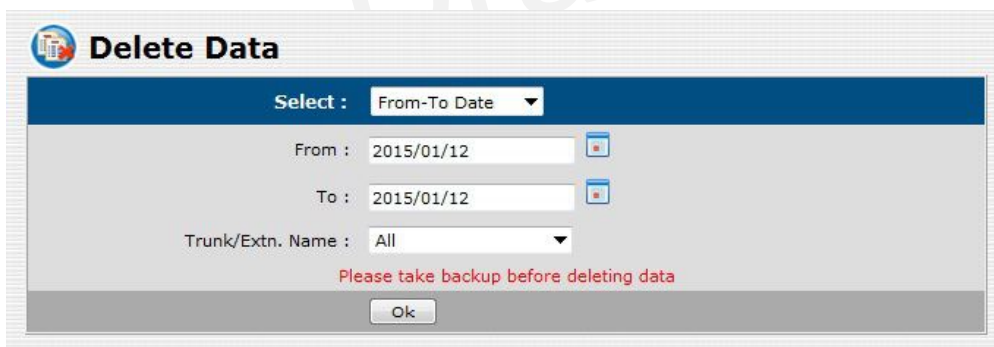 Delete Data
Select : From-To Date
From : 2015/01/12
To : 2015/01/12
Trunk/Extn. Name : All
Please take backup before deleting data
Ok